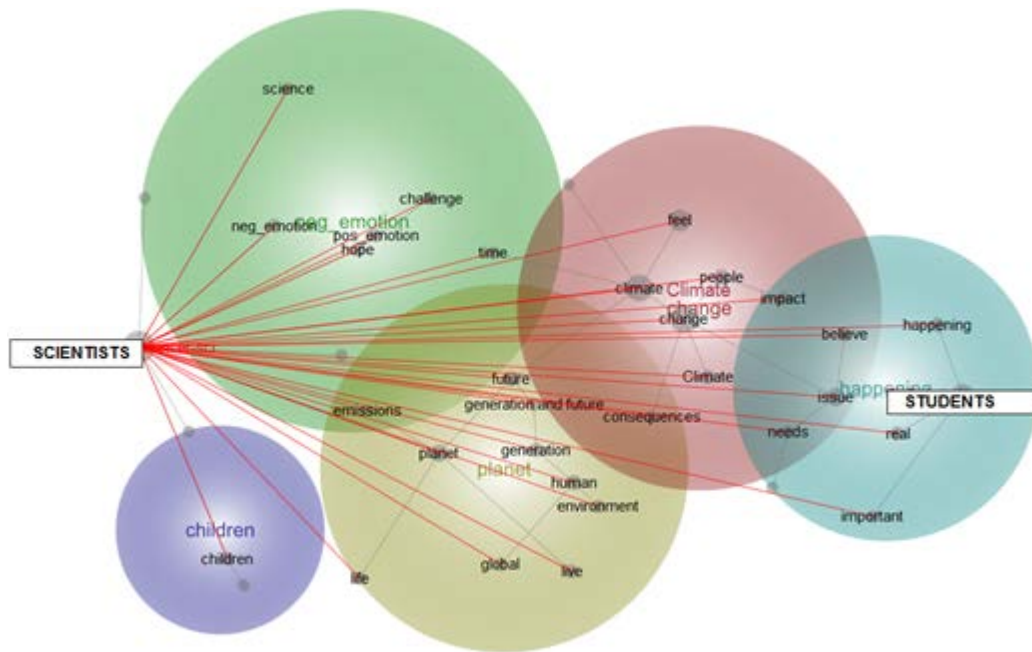 science
challenge
neg_emotion
neg_emotion
pos_emotion
hope
time
feel
people
climate
Climate
change
impact
change
believe
happening
SCIENTISTS
future
Climate
happening
issue
STUDENTS
emissions
generation and future
consequences
needs
real
planet
generation
planet
human
environment
important
children
children
global
live
life